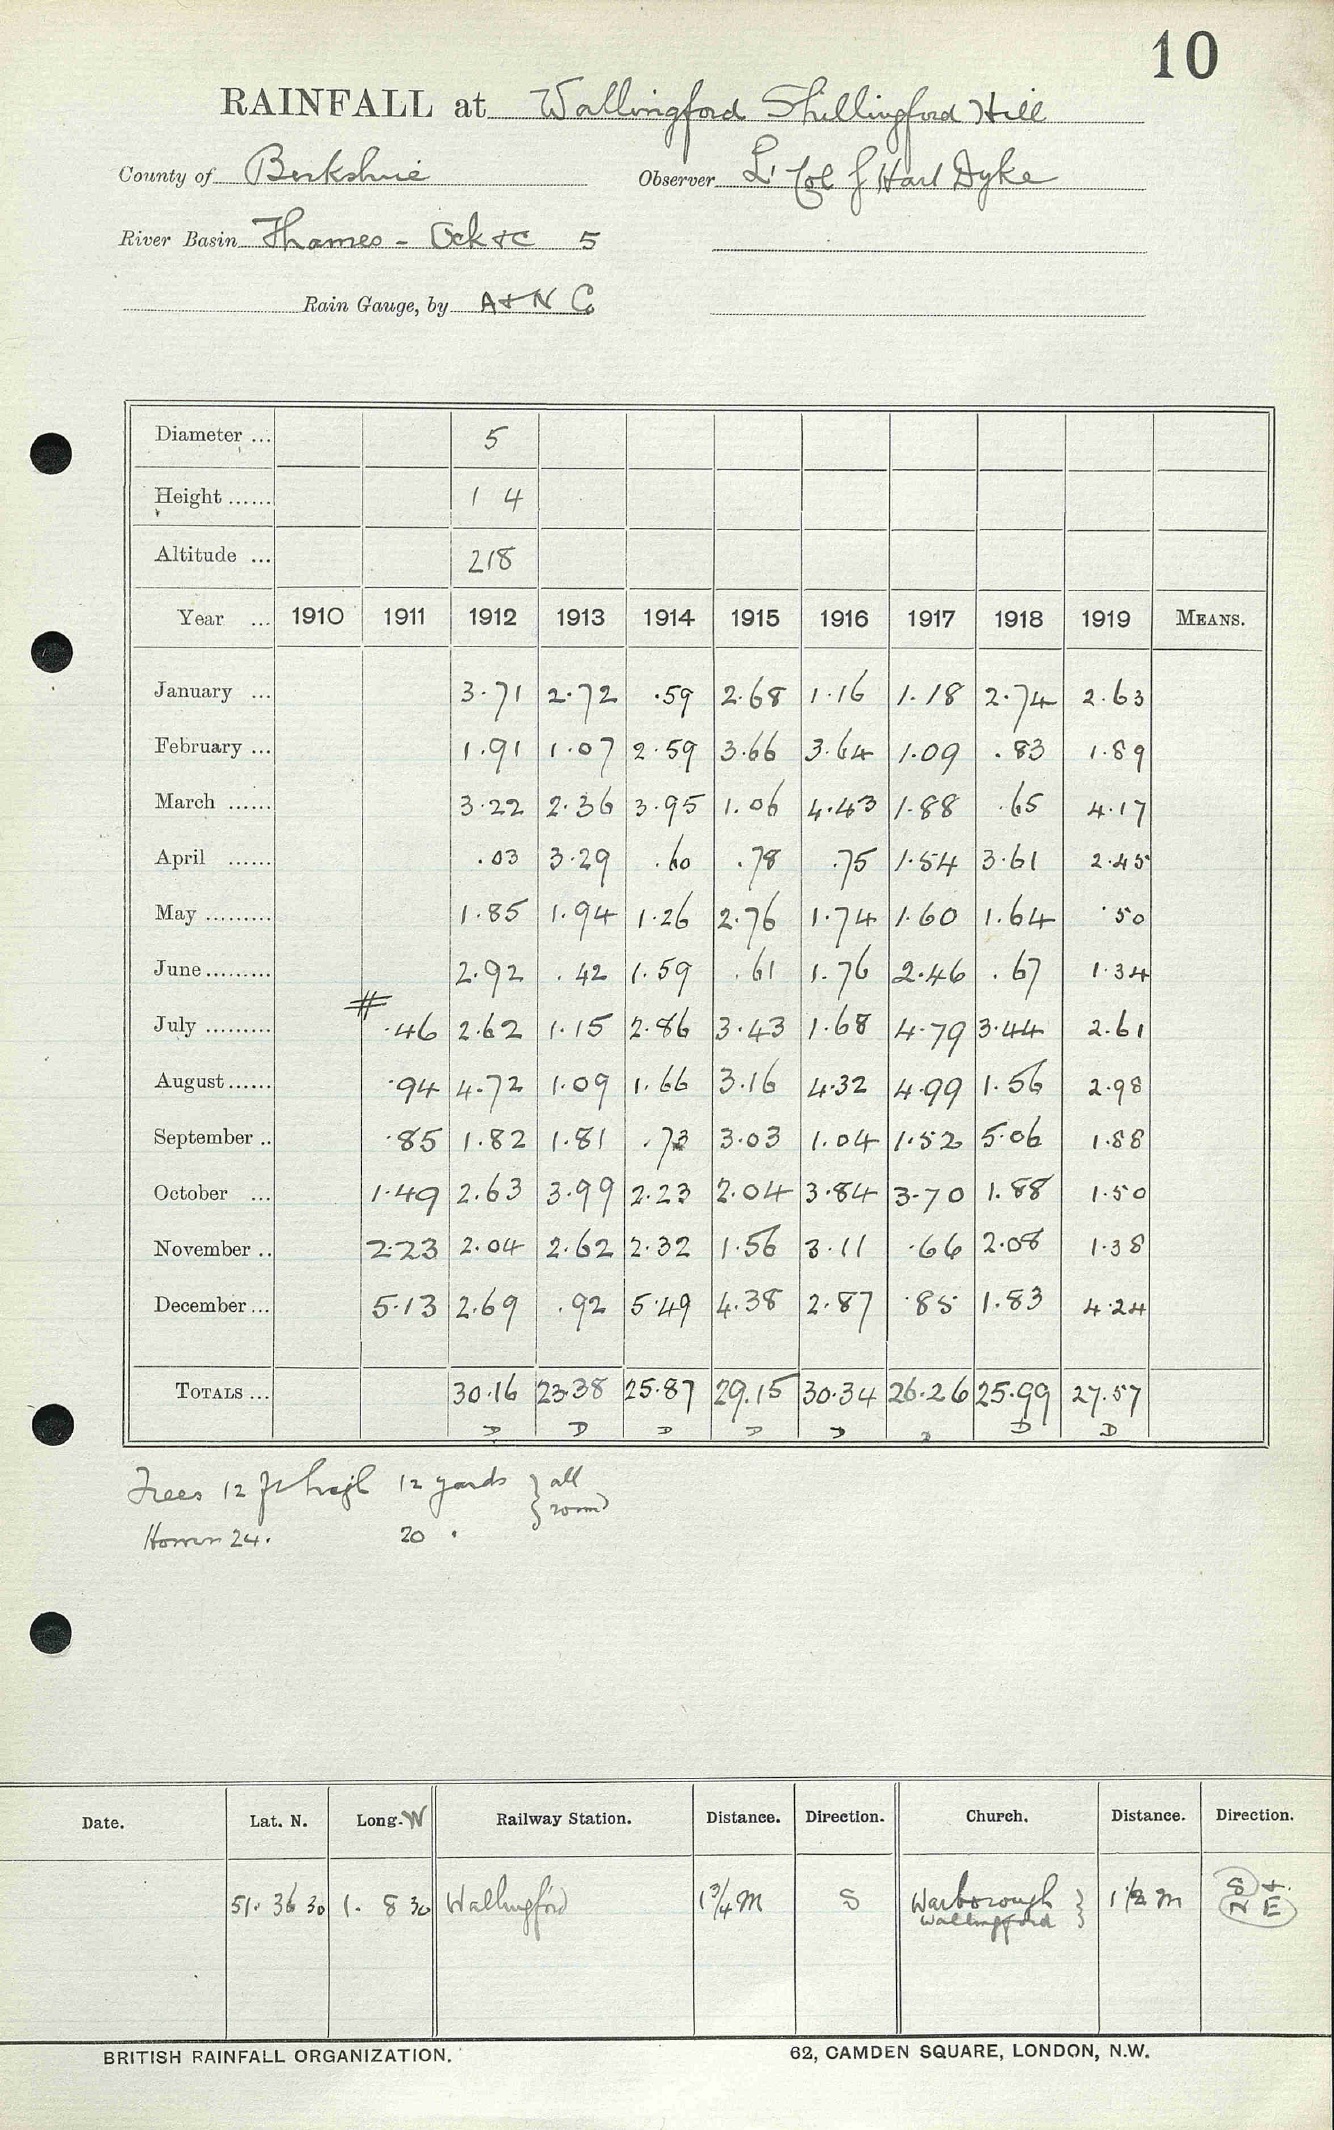 10
RAINFALL at Wallingford Shillingford Hill
County of Berkshire Observer Lt Col J Hart Dyke
River Basin Thames - Ock &c 5
Rain Gauge, by A & N Co
Diameter ... 5
Height ...... 1 4
Altitude ... 218
Year ... 1910 1911 1912 1913 1914 1915 1916 1917 1918 1919 MEANS.
January ... 3.71 2.72 .59 2.68 1.16 1.18 2.74 2.63
February ... 1.91 1.07 2.59 3.66 3.64 1.09 .83 1.89
March ...... 3.22 2.36 3.95 1.06 4.43 1.88 .65 4.17
April ...... .03 3.29 .60 .78 .75 1.54 3.61 2.45
May ......... 1.85 1.94 1.26 2.76 1.74 1.60 1.64 .50
June ......... 2.92 .42 1.59 .61 1.76 2.46 .67 1.34
July ......... # .46 2.62 1.15 2.86 3.43 1.68 4.79 3.44 2.61
August ...... .94 4.72 1.09 1.66 3.16 4.32 4.99 1.56 2.98
September .. .85 1.82 1.81 .73 3.03 1.04 1.52 5.06 1.88
October ... 1.49 2.63 3.99 2.23 2.04 3.84 3.70 1.88 1.50
November .. 2.23 2.04 2.62 2.32 1.56 3.11 .66 2.08 1.38
December ... 5.13 2.69 .92 5.49 4.38 2.87 .85 1.83 4.24
TOTALS ... 30.16 23.38 25.87 29.15 30.34 26.26 25.99 27.57
D D D D D D D D
Trees 12 ft high 12 yards } all
24. 20 . } round
Date. Lat. N. Long. W Railway Station. Distance. Direction. Church. Distance. Direction.
51. 36 30 1. 8 30 Wallingford 1 3/4 M S Warborough } 1 1/2 M S &
Wallingford } N E
BRITISH RAINFALL ORGANIZATION. 62, CAMDEN SQUARE, LONDON, N.W.